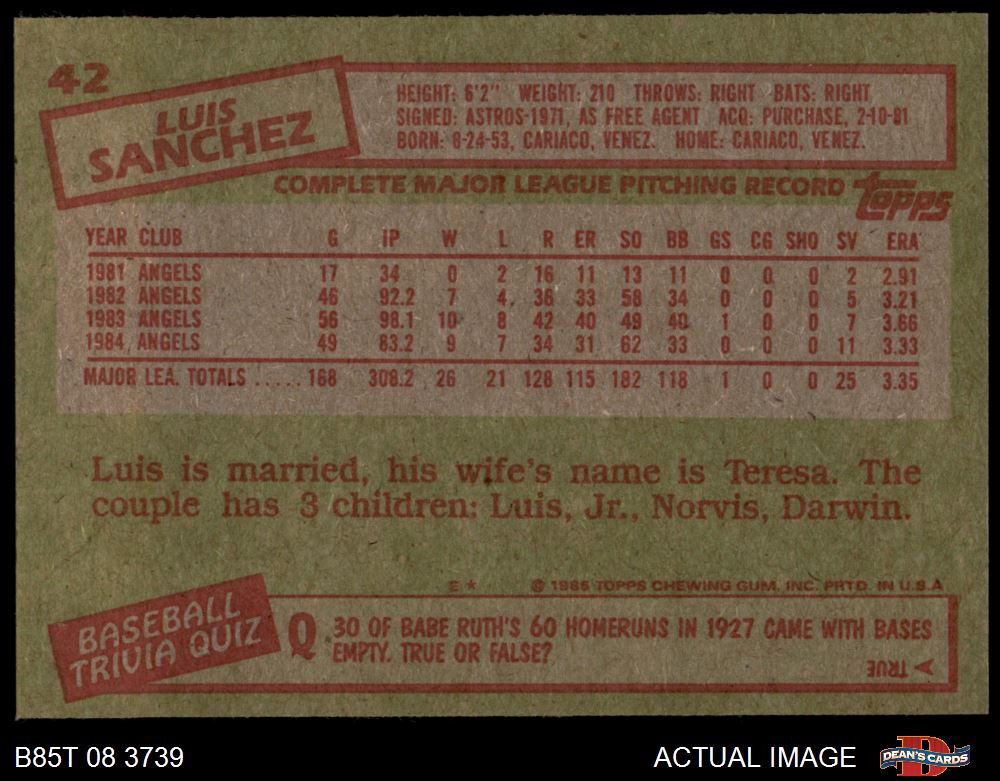 42
LUIS
SANCHEZ
HEIGHT: 6'2" WEIGHT: 210 THROWS: RIGHT BATS: RIGHT
SIGNED: ASTROS-1971, AS FREE AGENT ACQ: PURCHASE, 2-10-81
BORN: 8-24-53, CARIACO, VENEZ. HOME: CARIACO, VENEZ.
COMPLETE MAJOR LEAGUE PITCHING RECORD topps
YEAR CLUB G IP W L R ER SO BB GS CG SHO SV ERA
1981 ANGELS 17 34 0 2 16 11 13 11 0 0 0 2 2.91
1982 ANGELS 46 92.2 7 4 38 33 58 34 0 0 0 5 3.21
1983 ANGELS 56 98.1 10 8 42 40 49 40 1 0 0 7 3.66
1984 ANGELS 49 83.2 9 7 34 31 62 33 0 0 0 11 3.33
MAJOR LEA. TOTALS ..... 168 308.2 26 21 128 115 182 118 1 0 0 25 3.35
Luis is married, his wife's name is Teresa. The
couple has 3 children: Luis, Jr., Norvis, Darwin.
E * © 1985 TOPPS CHEWING GUM, INC. PRTD. IN U.S.A
BASEBALL
TRIVIA QUIZ
Q 30 OF BABE RUTH'S 60 HOMERUNS IN 1927 CAME WITH BASES
EMPTY. TRUE OR FALSE?
A TRUE
B85T 08 3739 ACTUAL IMAGE DEAN'S CARDS